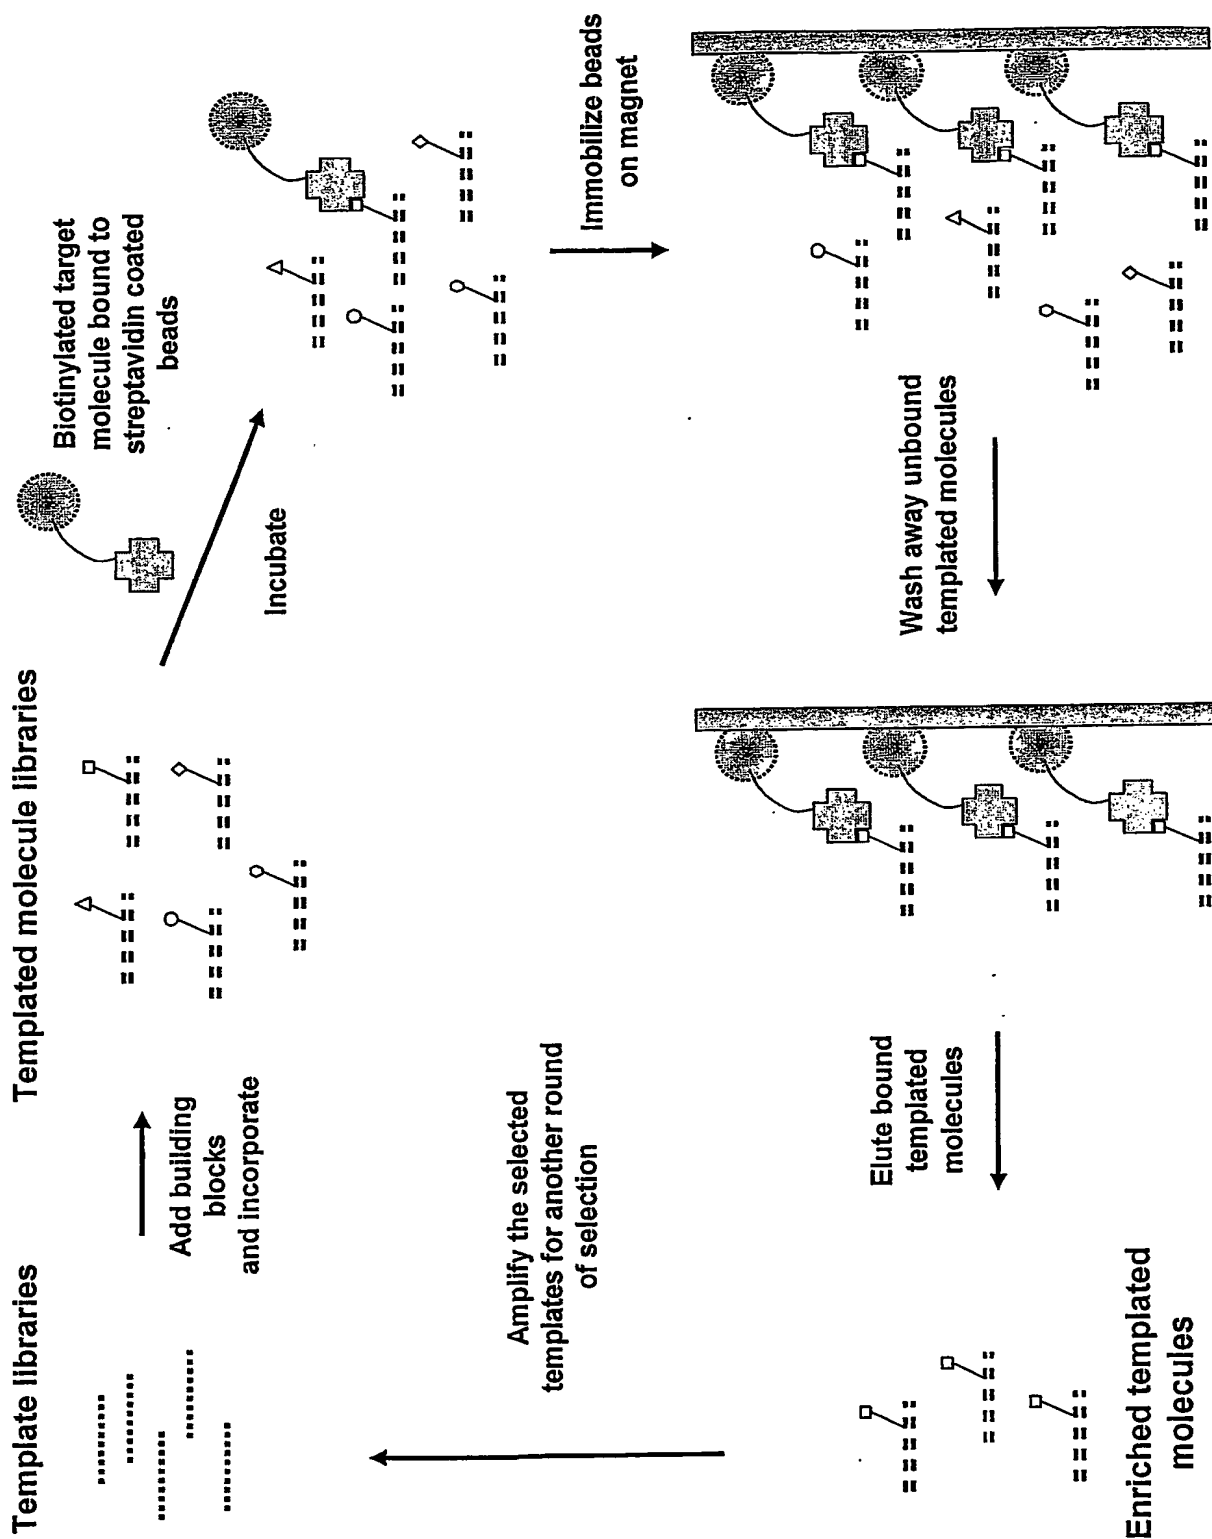 Template libraries
Add building
blocks
and incorporate
Templated molecule libraries
Incubate
Biotinylated target
molecule bound to
streptavidin coated
beads
Immobilize beads
on magnet
Wash away unbound
templated molecules
Elute bound
templated
molecules
Enriched templated
molecules
Amplify the selected
templates for another round
of selection